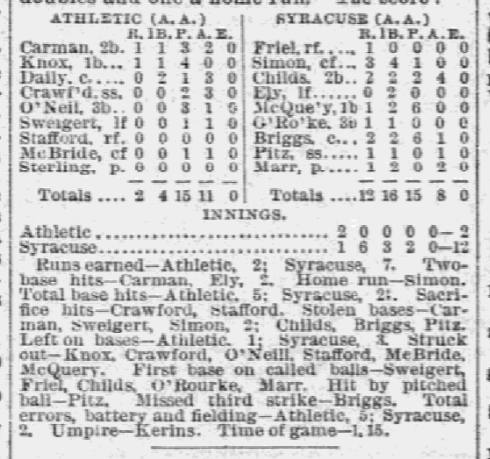 ATHLETIC (A.A.) SYRACUSE (A.A.)
R. 1B. P. A. E. R. 1B. P. A. E.
Carman, 2b. 1 1 3 2 0 Friel, rf.. 1 0 0 0 0
Knox, 1b... 1 1 4 0 0 Simon, cf... 3 4 1 0 0
Daily, c..... 0 2 1 3 0 Childs, 2b.. 2 2 2 4 0
Crawf'd, ss. 0 0 2 3 0 Ely, lf..... 0 2 0 0 0
O'Neil, 3b.. 0 0 3 1 0 McQue'y, 1b 1 2 6 0 0
Sweigert, lf 0 0 1 1 0 O'Ro'ke, 3b 1 1 0 0 0
Stafford, rf. 0 0 0 0 0 Briggs, c... 2 2 6 1 0
McBride, cf 0 0 1 1 0 Pitz, ss..... 1 1 0 1 0
Sterling, p. 0 0 0 0 0 Marr, p..... 1 2 0 2 0
Totals .... 2 4 15 11 0 Totals .... 12 16 15 8 0
INNINGS.
Athletic .............................. 2 0 0 0 0— 2
Syracuse .............................. 1 6 3 2 0—12
Runs earned—Athletic, 2; Syracuse, 7. Two-
base hits—Carman, Ely, 2. Home run—Simon.
Total base hits—Athletic, 5; Syracuse, Sacri-
fice hits—Crawford, Stafford. Stolen bases—Car-
man, Sweigert, Simon, 2; Childs, Briggs, Pitz.
Left on bases—Athletic. 1; Syracuse, Struck
out—Knox, Crawford, O'Neill, Stafford, McBride,
McQuery. First base on called balls—Sweigert,
Friel, Childs, O'Rourke, Marr. Hit by pitched
ball—Pitz. Missed third strike—Briggs. Total
errors, battery and fielding—Athletic, 5; Syracuse,
2. Umpire—Kerins. Time of game—1.15.